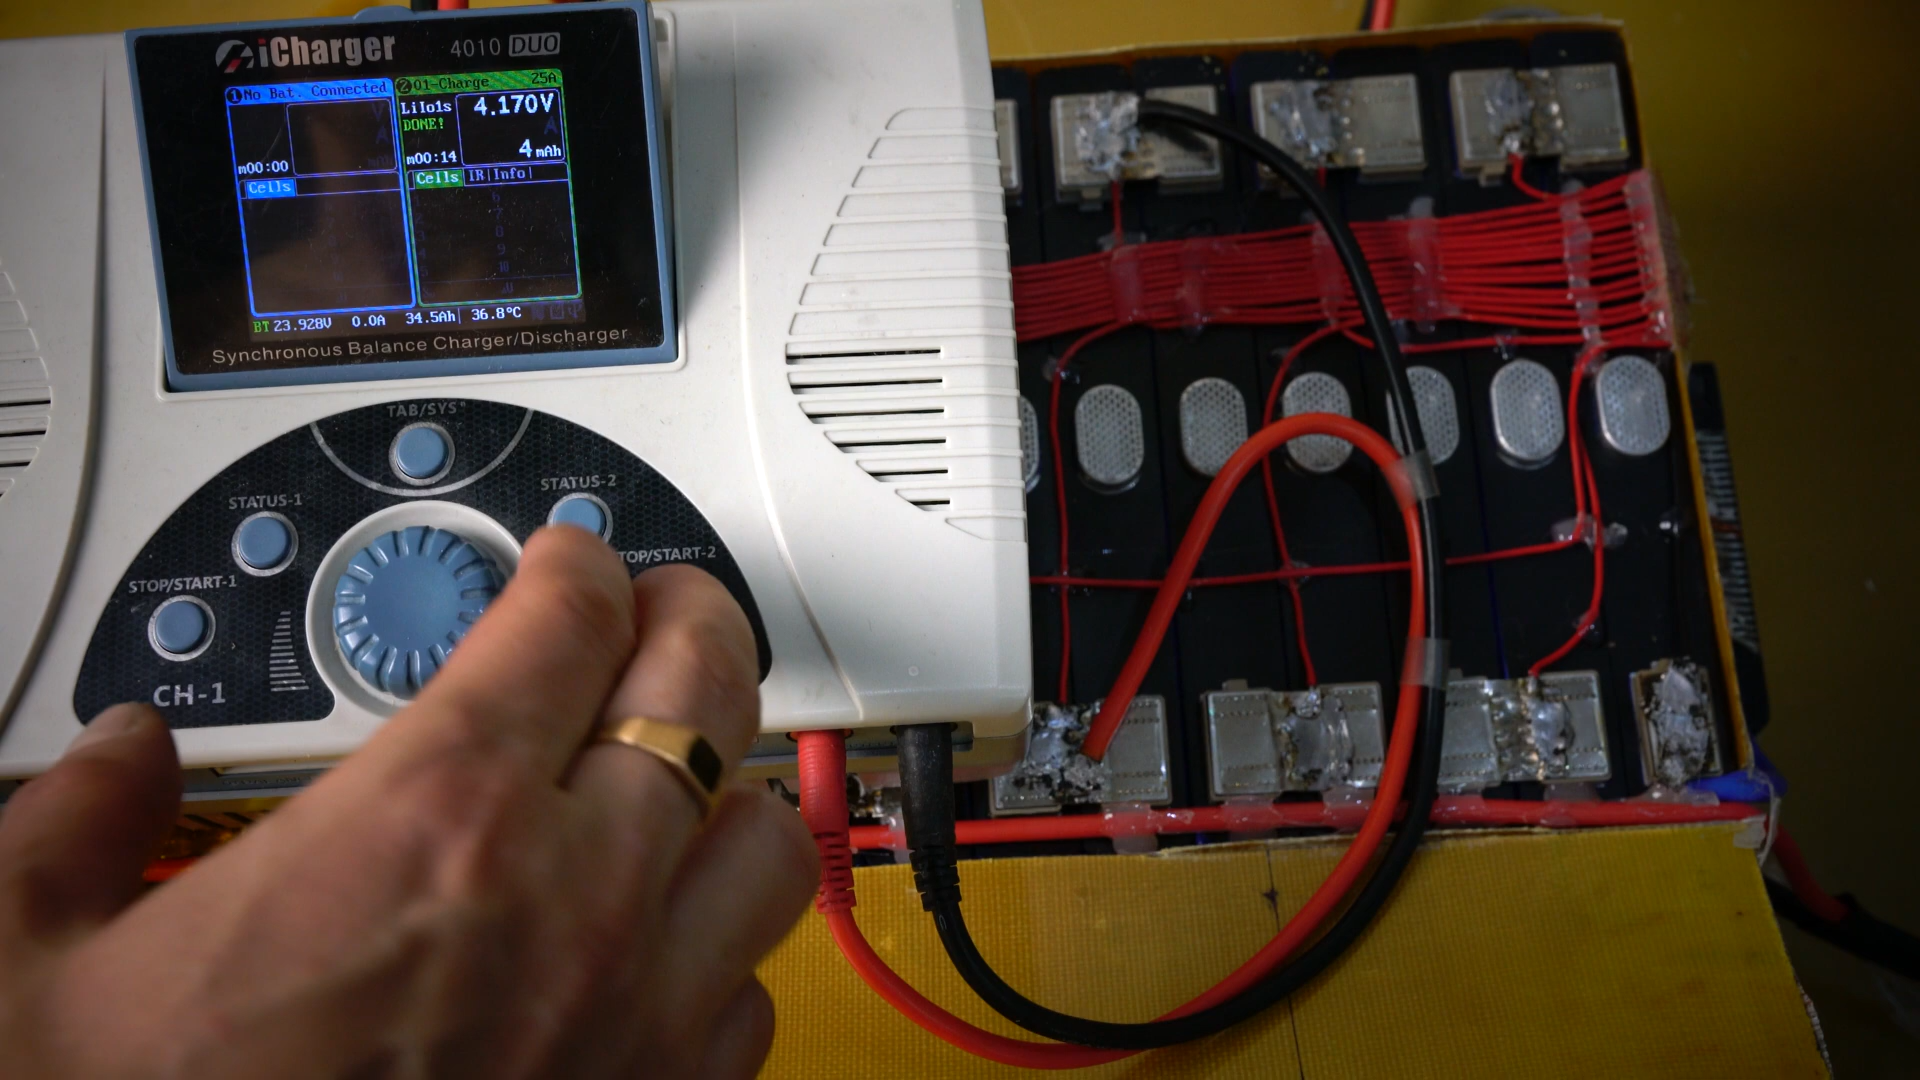 iCharger 4010 DUO
1 No Bat. Connected
m00:00
Cells
2 01-Charge 25A
LiIo1s 4.170V
DONE!
m00:14 4 mAh
Cells IR Info
BT 23.928V 0.0A 34.5Ah 36.8°C
Synchronous Balance Charger/Discharger
TAB/SYS
STATUS-1
STATUS-2
STOP/START-1
TOP/START-2
CH-1